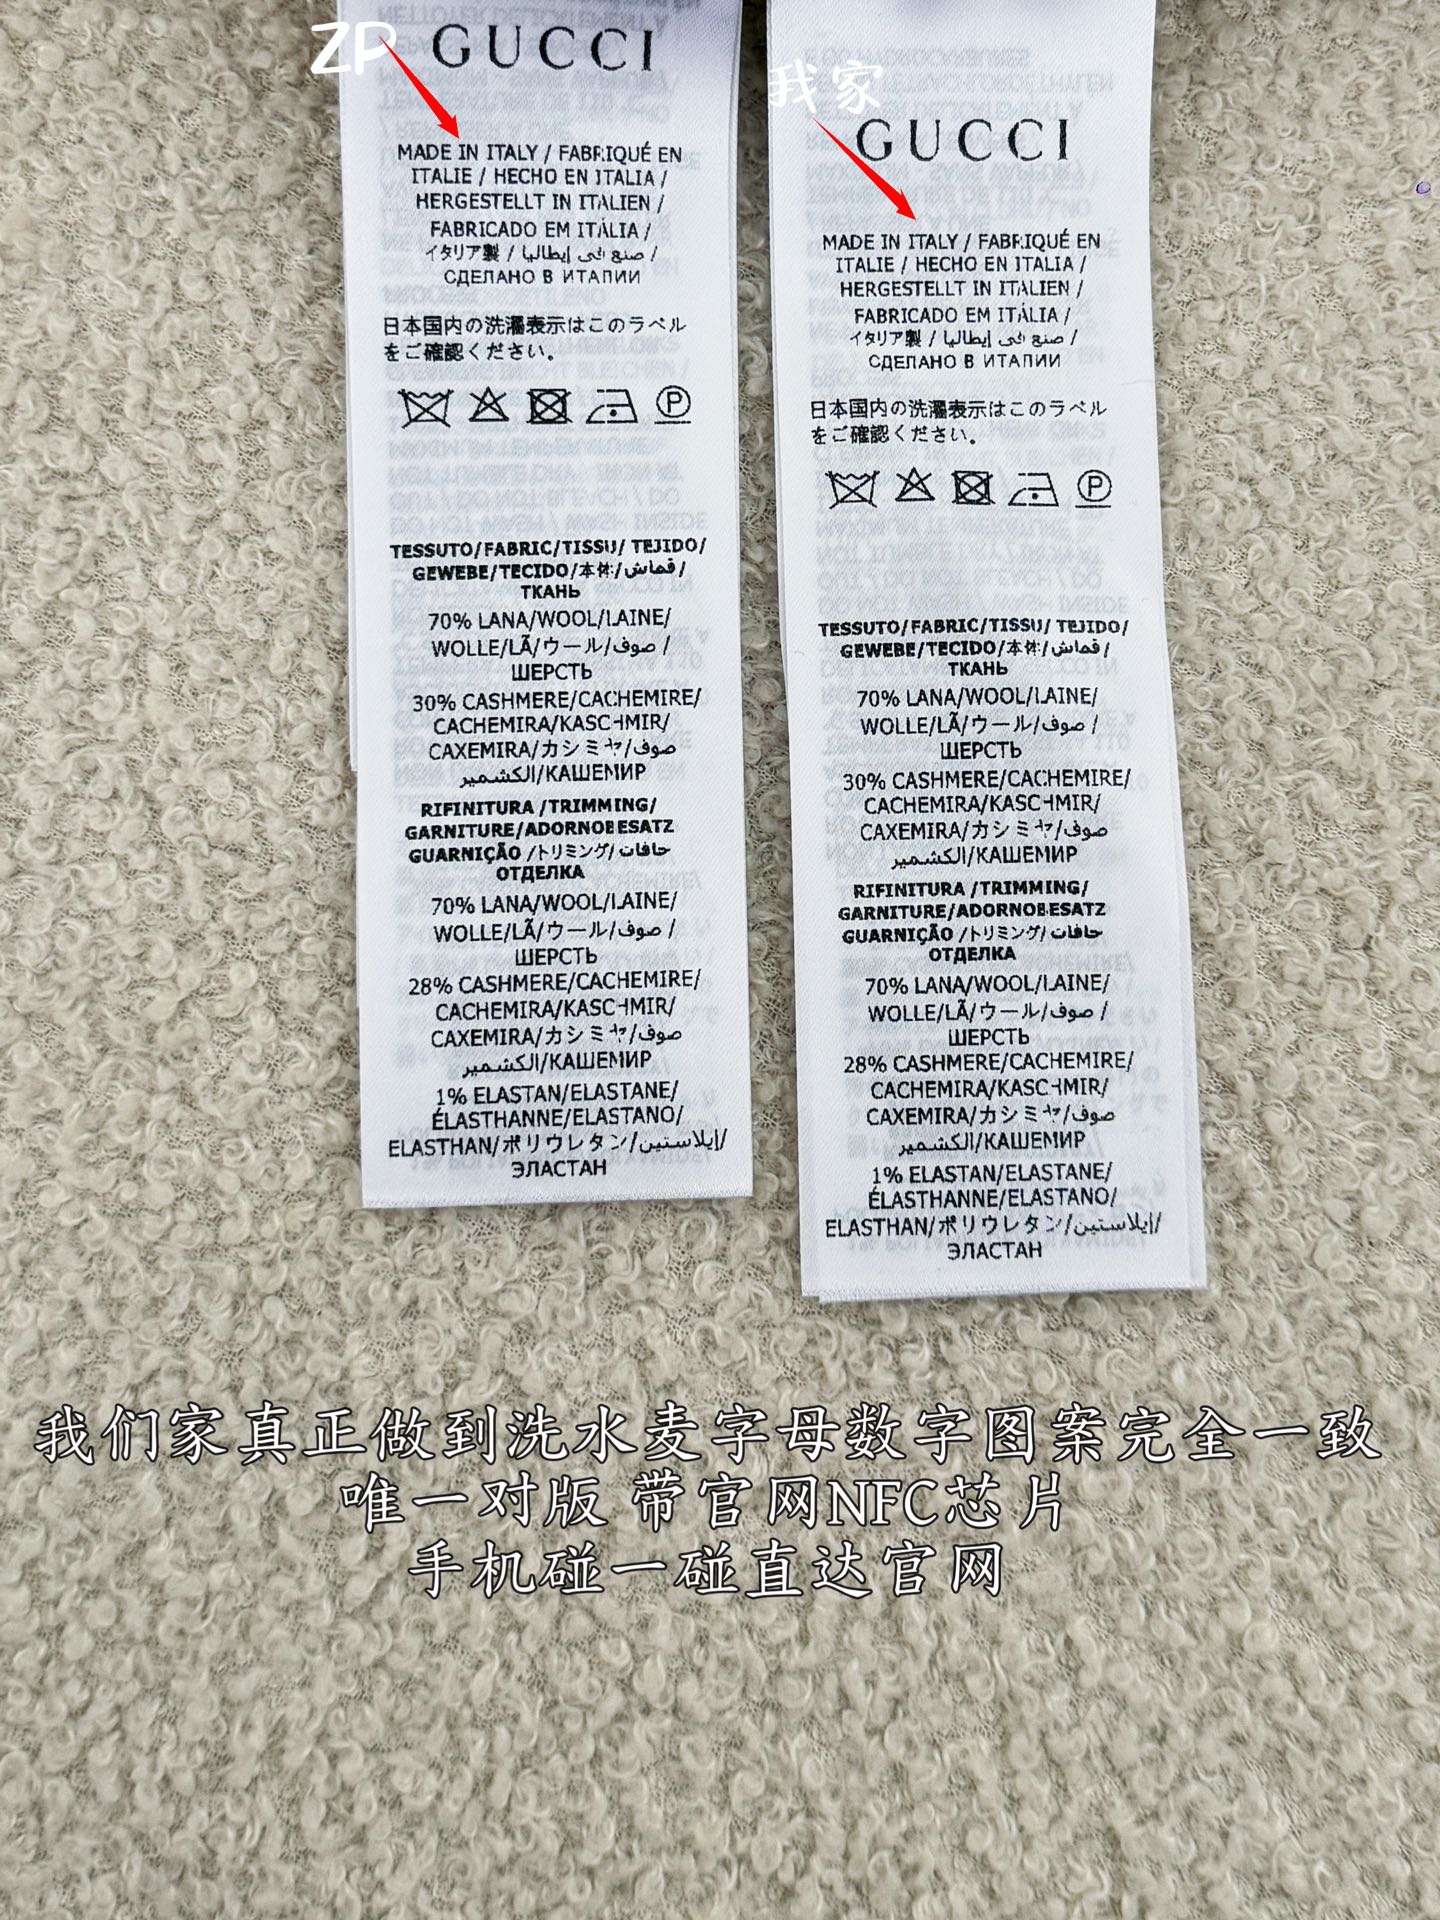 ZP
GUCCI
MADE IN ITALY / FABRIQUÉ EN
ITALIE / HECHO EN ITALIA /
HERGESTELLT IN ITALIEN /
FABRICADO EM ITÁLIA /
イタリア製 / صنع في إيطاليا /
СДЕЛАНО В ИТАПИИ
日本国内の洗濯表示はこのラベル
をご確認ください。
P
TESSUTO/FABRIC/TISSU/ TEJIDO/
GEWEBE/TECIDO/本体/قماش/
ТКАНЬ
70% LANA/WOOL/LAINE/
WOLLE/LÃ/ウール/صوف /
ШЕРСТЬ
30% CASHMERE/CACHEMIRE/
CACHEMIRA/KASCHMIR/
CAXEMIRA/カシミヤ/صوف
الكشمير/КАШЕМИР
RIFINITURA /TRIMMING/
GARNITURE/ADORNOBESATZ
GUARNIÇÃO /トリミング/حافات
ОТДЕЛКА
70% LANA/WOOL/LAINE/
WOLLE/LÃ/ウール/صوف /
ШЕРСТЬ
28% CASHMERE/CACHEMIRE/
CACHEMIRA/KASCHMIR/
CAXEMIRA/カシミヤ/صوف
الكشمير/КАШЕМИР
1% ELASTAN/ELASTANE/
ÉLASTHANNE/ELASTANO/
ELASTHAN/ポリウレタン/إيلاستين/
ЭЛАСТАН
我家
GUCCI
MADE IN ITALY / FABRIQUÉ EN
ITALIE / HECHO EN ITALIA /
HERGESTELLT IN ITALIEN /
FABRICADO EM ITÁLIA /
イタリア製 / صنع في إيطاليا /
СДЕЛАНО В ИТАПИИ
日本国内の洗濯表示はこのラベル
をご確認ください。
P
TESSUTO/FABRIC/TISSU/ TEJIDO/
GEWEBE/TECIDO/本体/قماش/
ТКАНЬ
70% LANA/WOOL/LAINE/
WOLLE/LÃ/ウール/صوف /
ШЕРСТЬ
30% CASHMERE/CACHEMIRE/
CACHEMIRA/KASCHMIR/
CAXEMIRA/カシミヤ/صوف
الكشمير/КАШЕМИР
RIFINITURA /TRIMMING/
GARNITURE/ADORNOBESATZ
GUARNIÇÃO /トリミング/حافات
ОТДЕЛКА
70% LANA/WOOL/LAINE/
WOLLE/LÃ/ウール/صوف /
ШЕРСТЬ
28% CASHMERE/CACHEMIRE/
CACHEMIRA/KASCHMIR/
CAXEMIRA/カシミヤ/صوف
الكشمير/КАШЕМИР
1% ELASTAN/ELASTANE/
ÉLASTHANNE/ELASTANO/
ELASTHAN/ポリウレタン/إيلاستين/
ЭЛАСТАН
我们家真正做到洗水麦字母数字图案完全一致
唯一对版 带官网NFC芯片
手机碰一碰直达官网